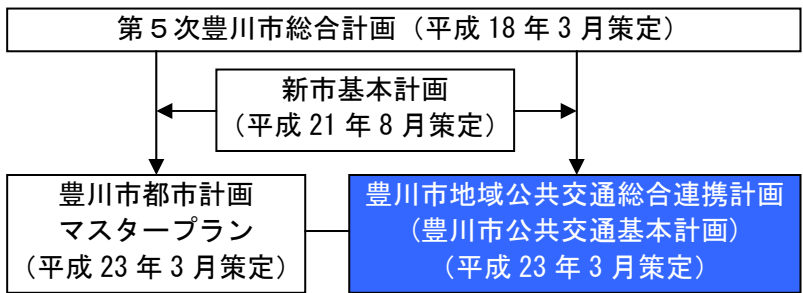 第５次豊川市総合計画（平成 18 年 3 月策定）
新市基本計画
（平成 21 年 8 月策定）
豊川市都市計画
マスタープラン
（平成 23 年 3 月策定）
豊川市地域公共交通総合連携計画
（豊川市公共交通基本計画）
（平成 23 年 3 月策定）